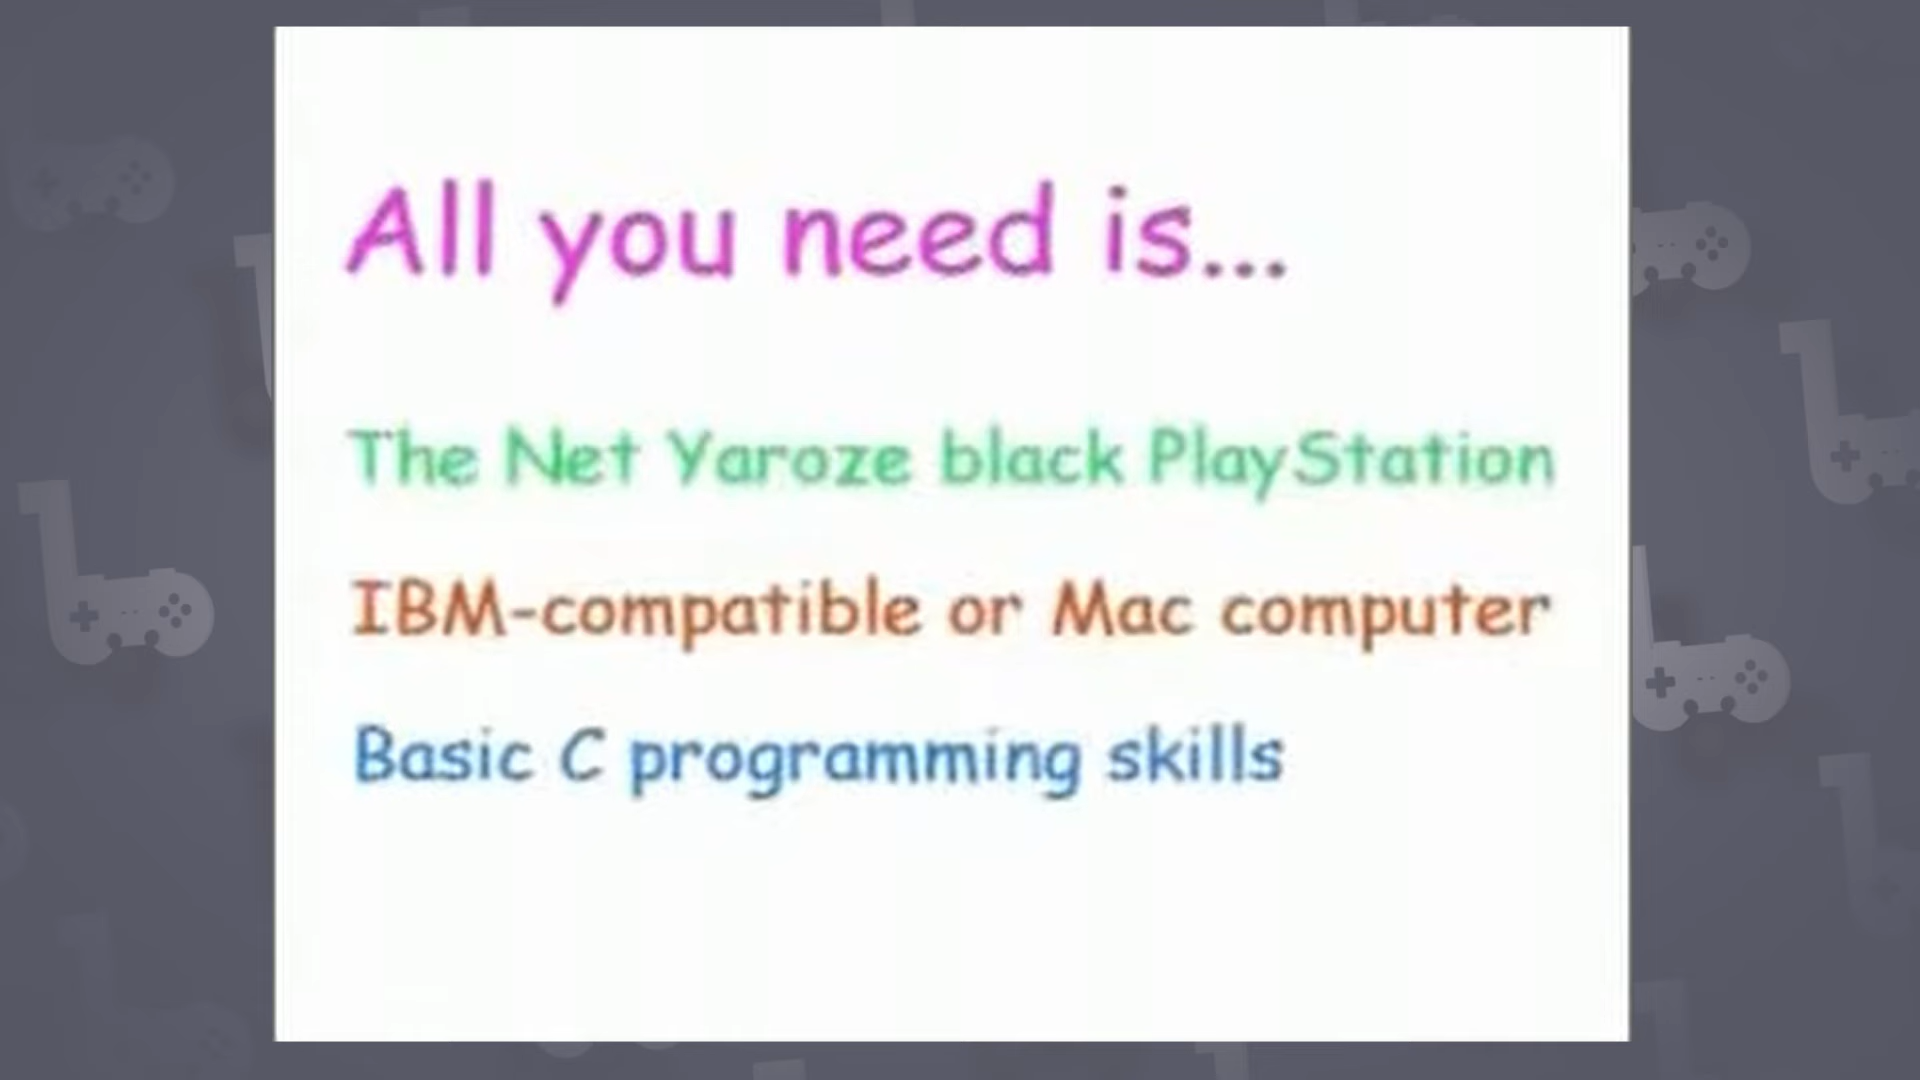 All you need is...
The Net Yaroze black PlayStation
IBM-compatible or Mac computer
Basic C programming skills